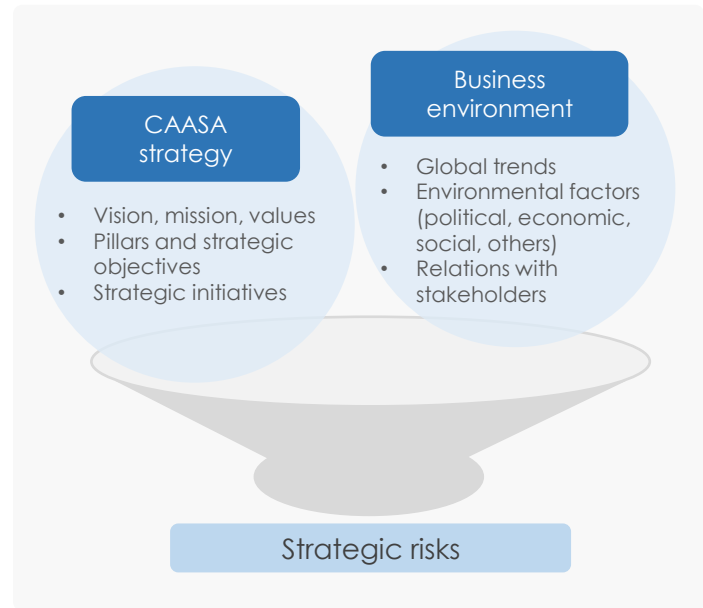 CAASA
strategy
• Vision, mission, values
• Pillars and strategic
objectives
• Strategic initiatives
Business
environment
• Global trends
• Environmental factors
(political, economic,
social, others)
• Relations with
stakeholders
Strategic risks